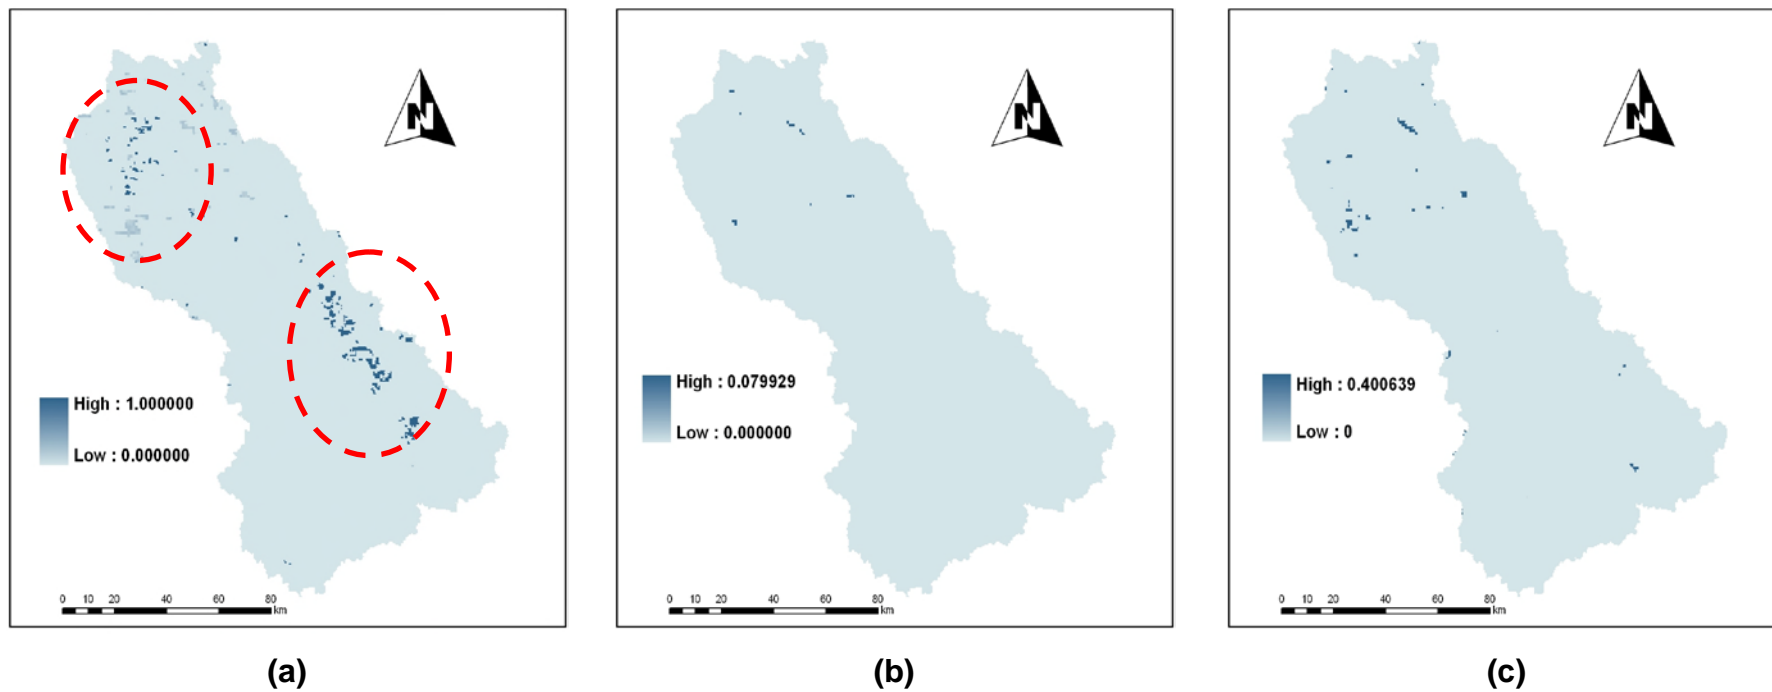 N
High : 1.000000
Low : 0.000000
0 10 20 40 60 80
km
(a)
N
High : 0.079929
Low : 0.000000
0 10 20 40 60 80
km
(b)
N
High : 0.400639
Low : 0
0 10 20 40 60 80
km
(c)